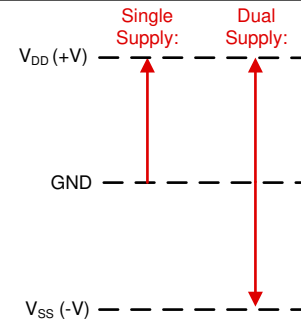 Single Supply:
Dual Supply:
V_DD (+V)
GND
V_SS (-V)